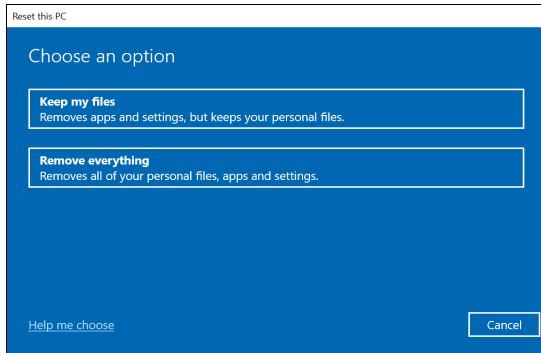 Reset this PC
Choose an option
Keep my files
Removes apps and settings, but keeps your personal files.
Remove everything
Removes all of your personal files, apps and settings.
Help me choose
Cancel